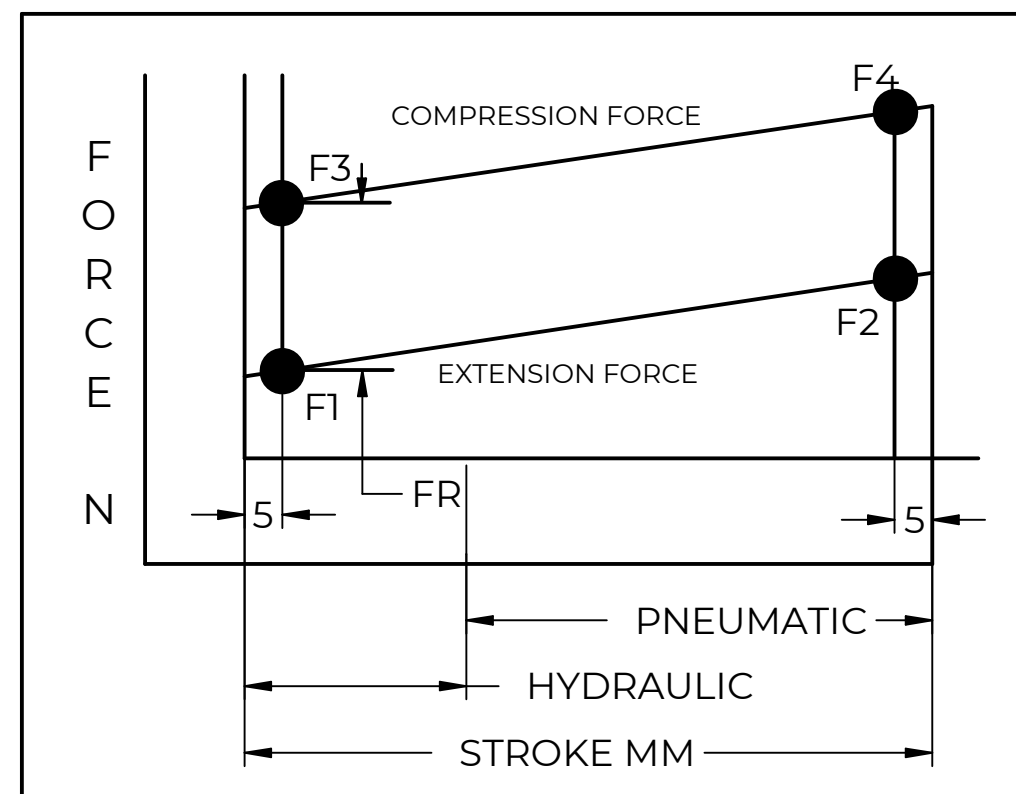 F4
COMPRESSION FORCE
F3
F
O
R
C
E
N
F2
EXTENSION FORCE
F1
FR
5
5
PNEUMATIC
HYDRAULIC
STROKE MM